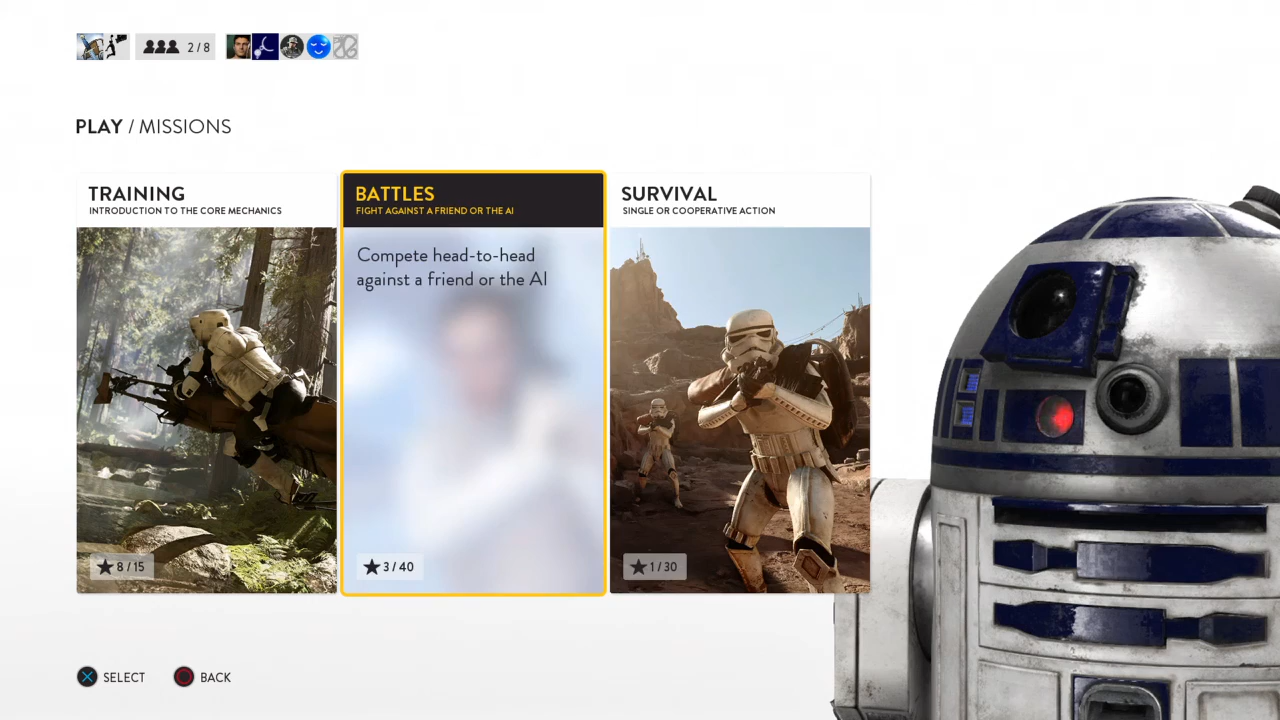 2 / 8
PLAY / MISSIONS
TRAINING
INTRODUCTION TO THE CORE MECHANICS
BATTLES
FIGHT AGAINST A FRIEND OR THE AI
SURVIVAL
SINGLE OR COOPERATIVE ACTION
Compete head-to-head
against a friend or the AI
8 / 15
3 / 40
1 / 30
SELECT
BACK